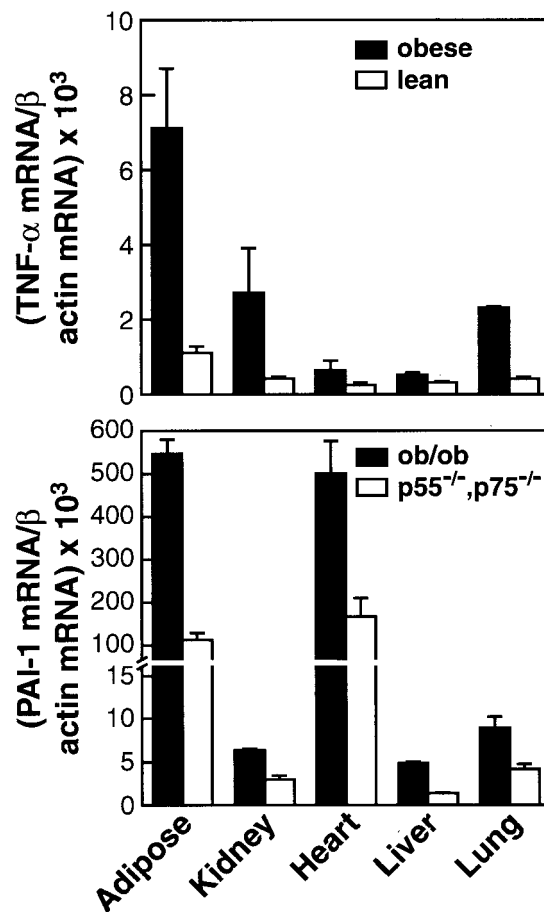 10
8
6
4
2
0
(TNF-α mRNA/β
actin mRNA) x 10³
obese
lean
600
500
400
300
200
100
15
10
5
0
(PAI-1 mRNA/β
actin mRNA) x 10³
ob/ob
p55⁻/⁻,p75⁻/⁻
Adipose
Kidney
Heart
Liver
Lung